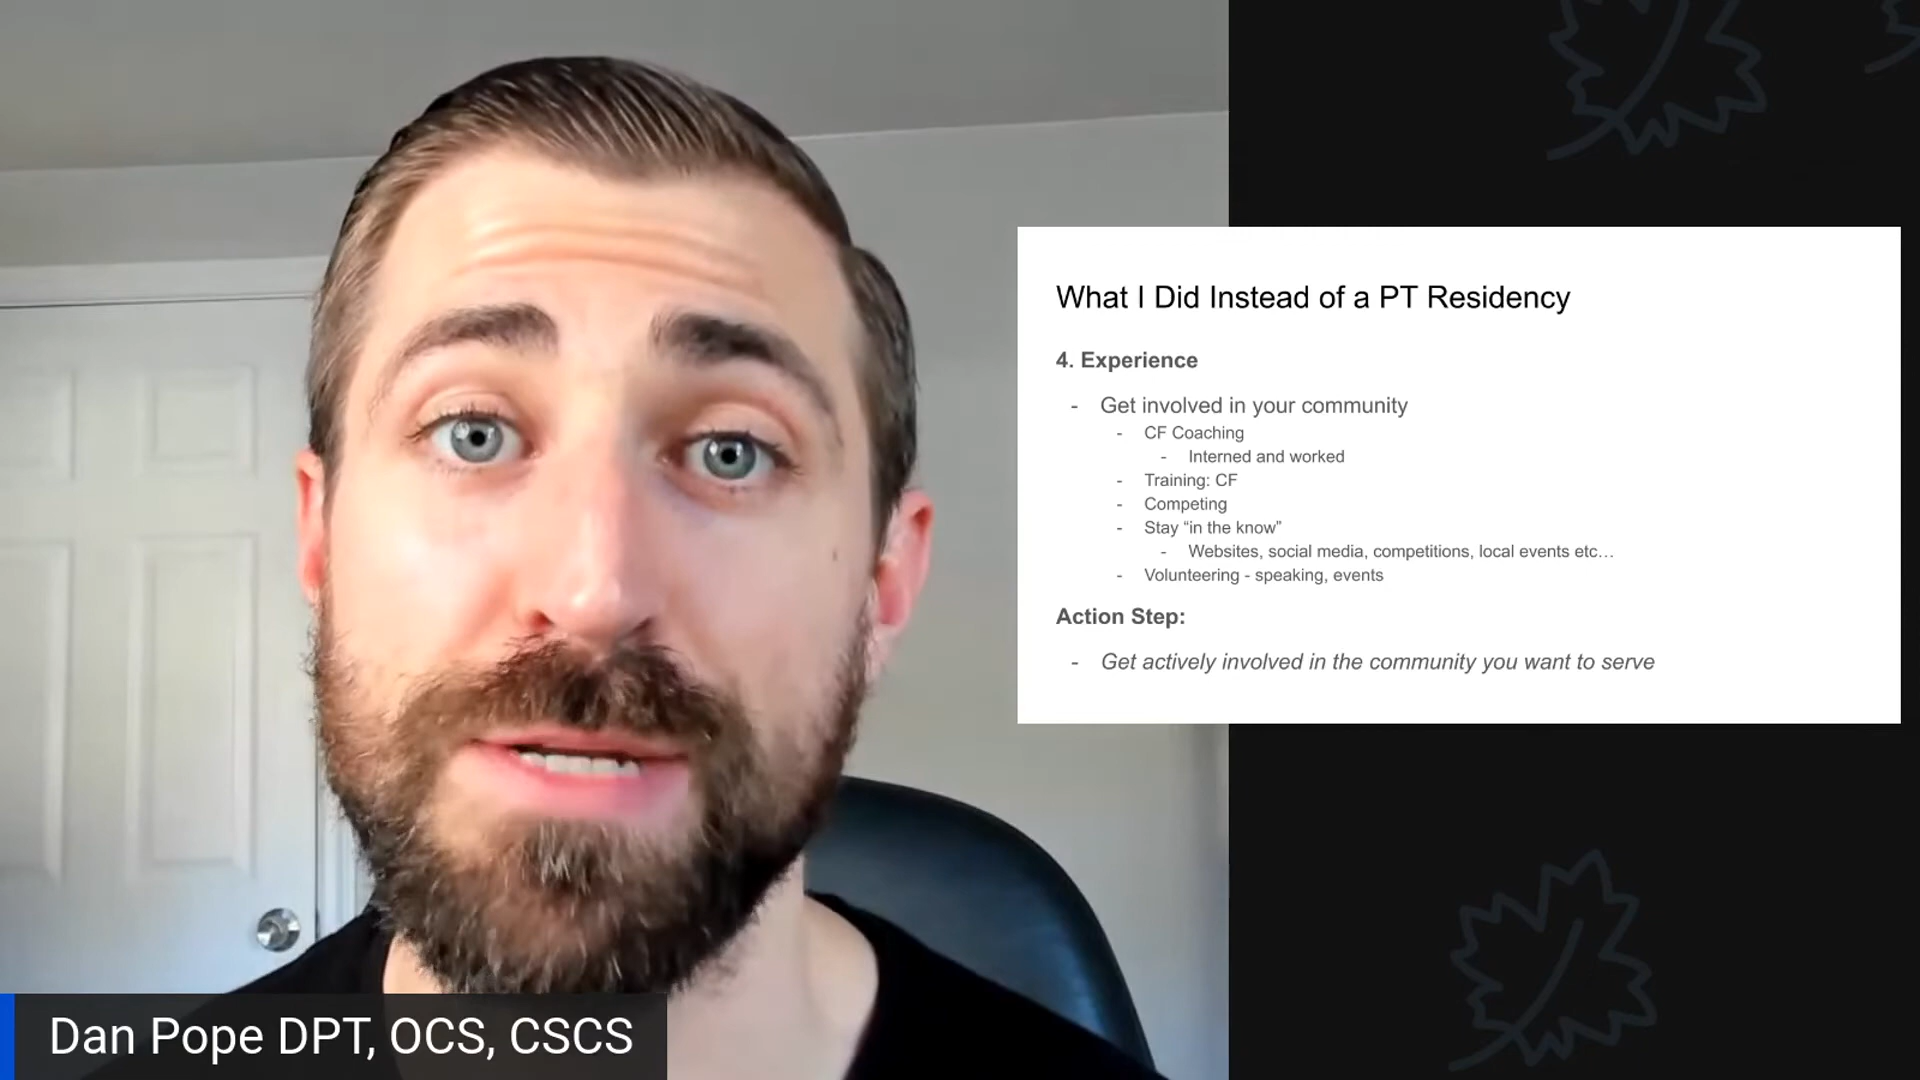 What I Did Instead of a PT Residency
4. Experience
- Get involved in your community
- CF Coaching
- Interned and worked
- Training: CF
- Competing
- Stay “in the know”
- Websites, social media, competitions, local events etc…
- Volunteering - speaking, events
Action Step:
- Get actively involved in the community you want to serve
Dan Pope DPT, OCS, CSCS